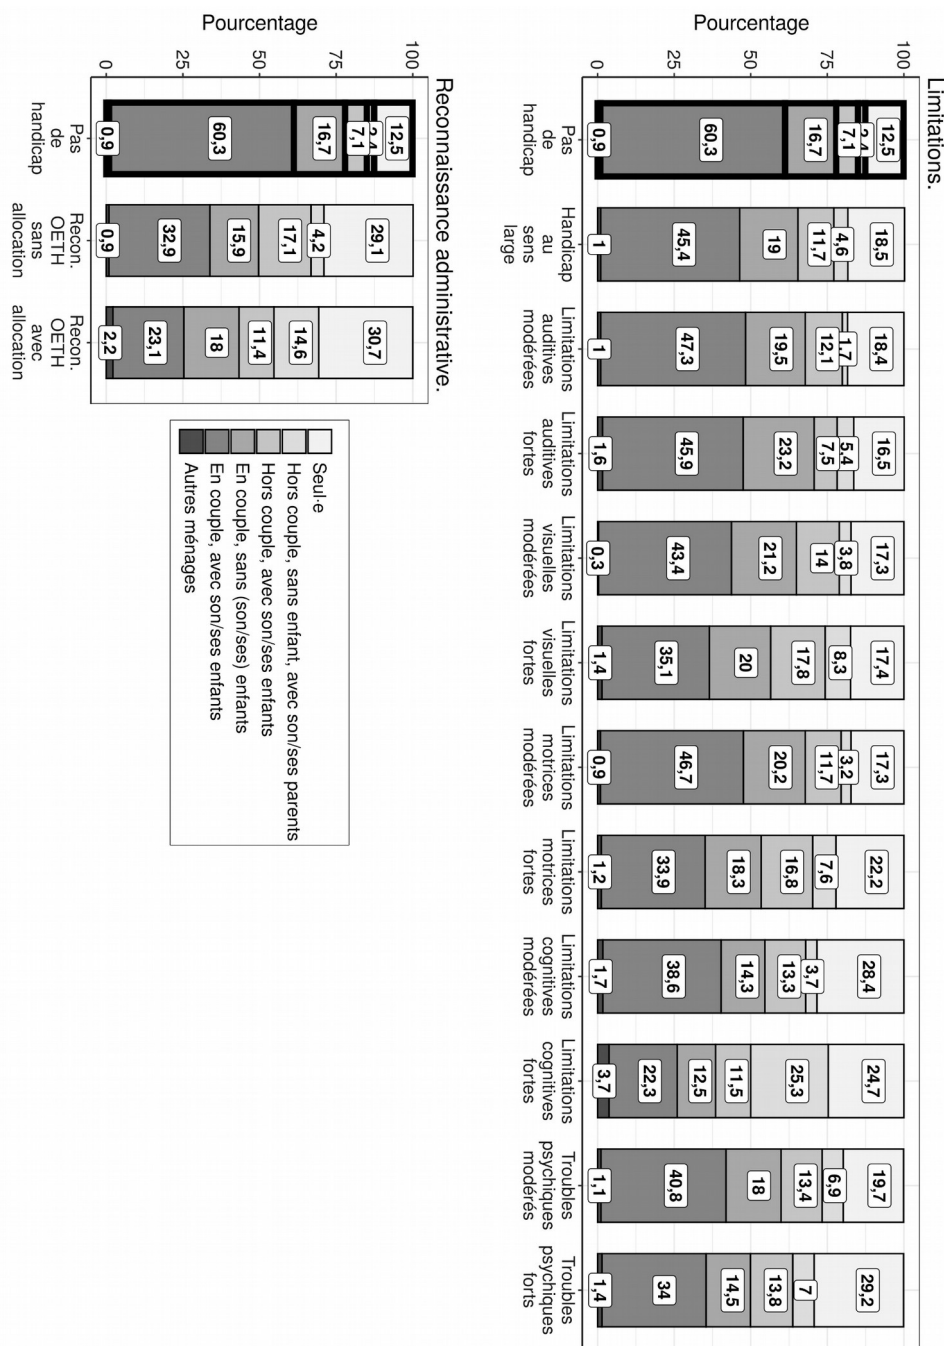 Limitations.
Pourcentage
100
75
50
25
0
12,5
2,4
7,1
16,7
60,3
0,9
18,5
4,6
11,7
19
45,4
1
18,4
1,7
12,1
19,5
47,3
1
16,5
5,4
7,5
23,2
45,9
1,6
17,3
3,8
14
21,2
43,4
0,3
17,4
8,3
17,8
20
35,1
1,4
17,3
3,2
11,7
20,2
46,7
0,9
22,2
7,6
16,8
18,3
33,9
1,2
28,4
3,7
13,3
14,3
38,6
1,7
24,7
25,3
11,5
12,5
22,3
3,7
19,7
6,9
13,4
18
40,8
1,1
29,2
7
13,8
14,5
34
1,4
Pas
de
handicap
Handicap
au
sens
large
Limitations
auditives
modérées
Limitations
auditives
fortes
Limitations
visuelles
modérées
Limitations
visuelles
fortes
Limitations
motrices
modérées
Limitations
motrices
fortes
Limitations
cognitives
modérées
Limitations
cognitives
fortes
Troubles
psychiques
modérés
Troubles
psychiques
forts
Reconnaissance administrative.
Pourcentage
100
75
50
25
0
12,5
2,4
7,1
16,7
60,3
0,9
29,1
4,2
17,1
15,9
32,9
0,9
30,7
14,6
11,4
18
23,1
2,2
Pas
de
handicap
Recon.
OETH
sans
allocation
Recon.
OETH
avec
allocation
Seul·e
Hors couple, sans enfant, avec son/ses parents
Hors couple, avec son/ses enfants
En couple, sans (son/ses) enfants
En couple, avec son/ses enfants
Autres ménages